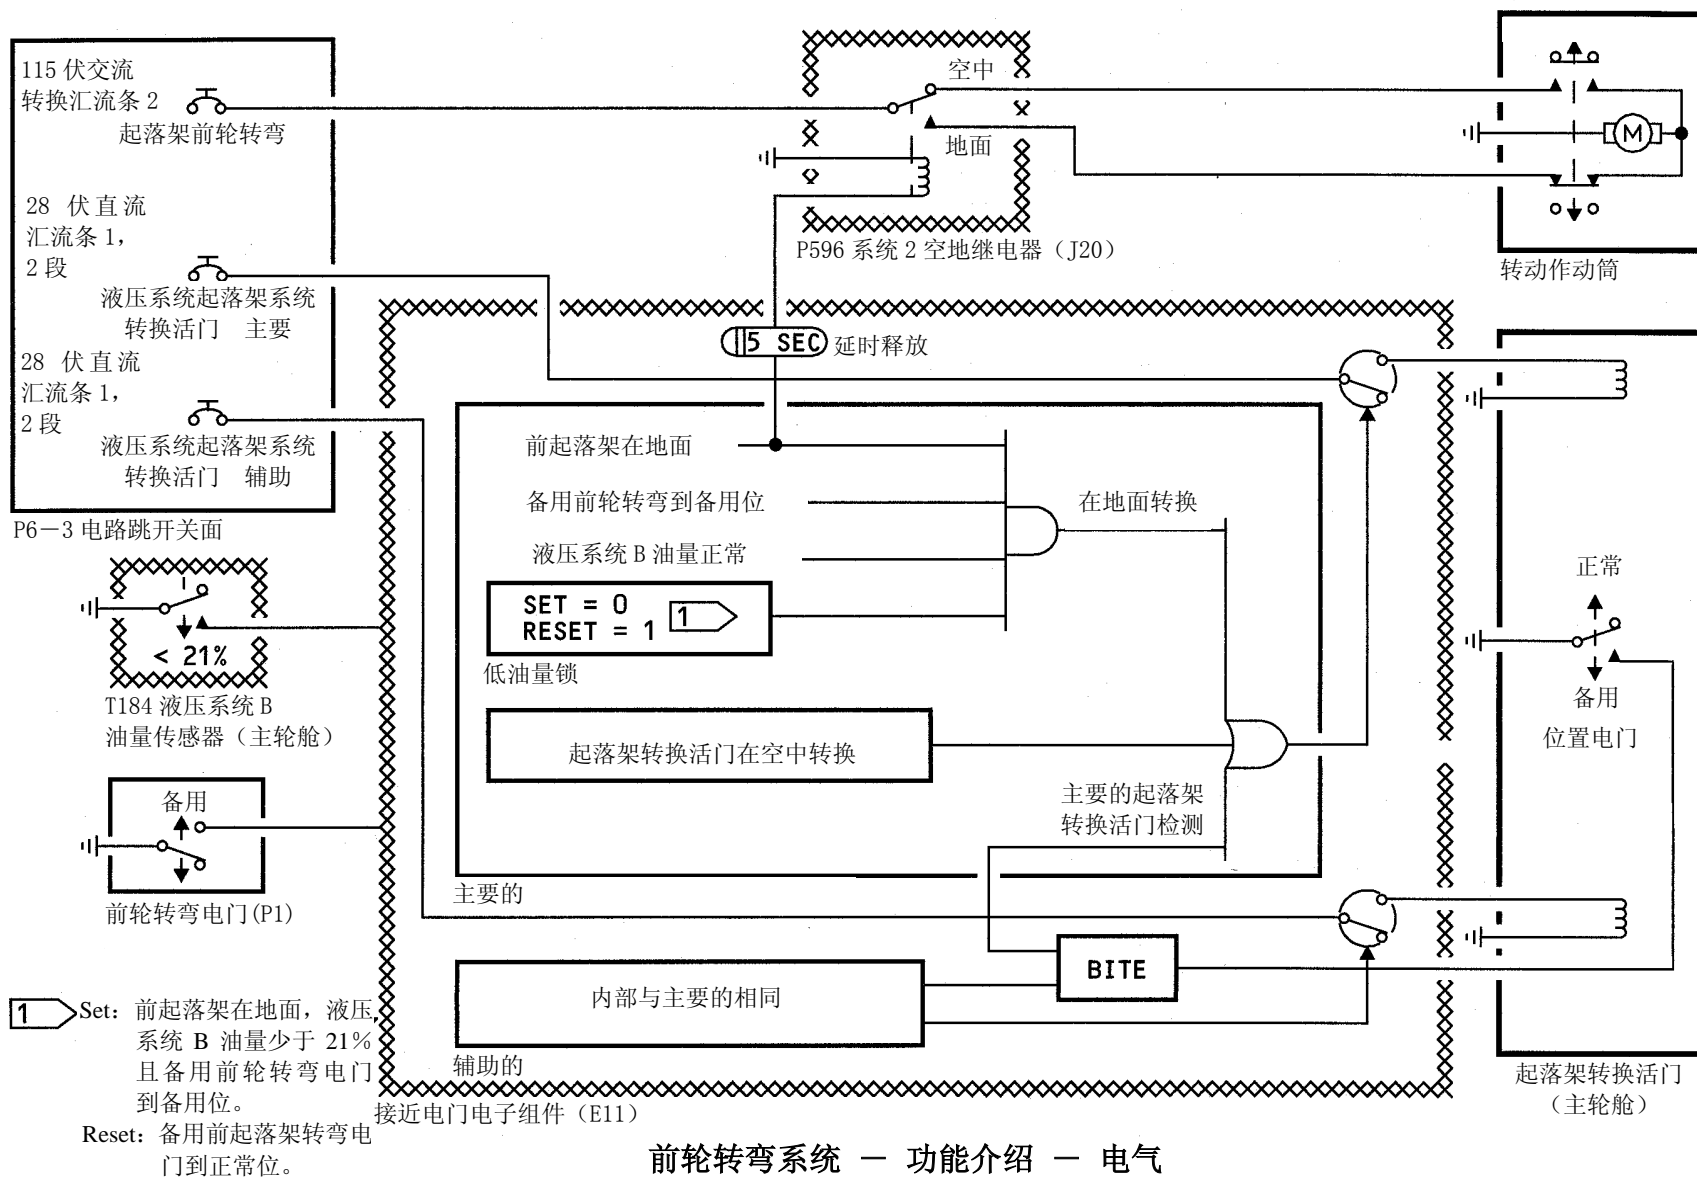 115 伏交流
转换汇流条 2
起落架前轮转弯
28 伏直流
汇流条 1，
2 段
液压系统起落架系统
转换活门 主要
28 伏直流
汇流条 1，
2 段
液压系统起落架系统
转换活门 辅助
P6－3 电路跳开关面
空中
地面
P596 系统 2 空地继电器（J20）
M
转动作动筒
5 SEC
延时释放
前起落架在地面
备用前轮转弯到备用位
液压系统 B 油量正常
在地面转换
SET = 0
RESET = 1
1
低油量锁
起落架转换活门在空中转换
主要的起落架
转换活门检测
主要的
< 21%
T184 液压系统 B
油量传感器（主轮舱）
备用
前轮转弯电门(P1)
BITE
内部与主要的相同
辅助的
接近电门电子组件（E11）
正常
备用
位置电门
起落架转换活门
（主轮舱）
1
Set：前起落架在地面，液压
系统 B 油量少于 21%
且备用前轮转弯电门
到备用位。
Reset：备用前起落架转弯电
门到正常位。
前轮转弯系统 － 功能介绍 － 电气